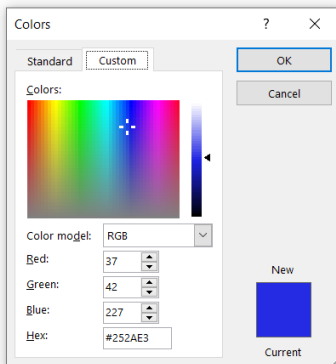 Colors ? ×
Standard Custom OK
Cancel
Colors:
Color model: RGB
Red: 37
Green: 42
Blue: 227
Hex: #252AE3
New
Current